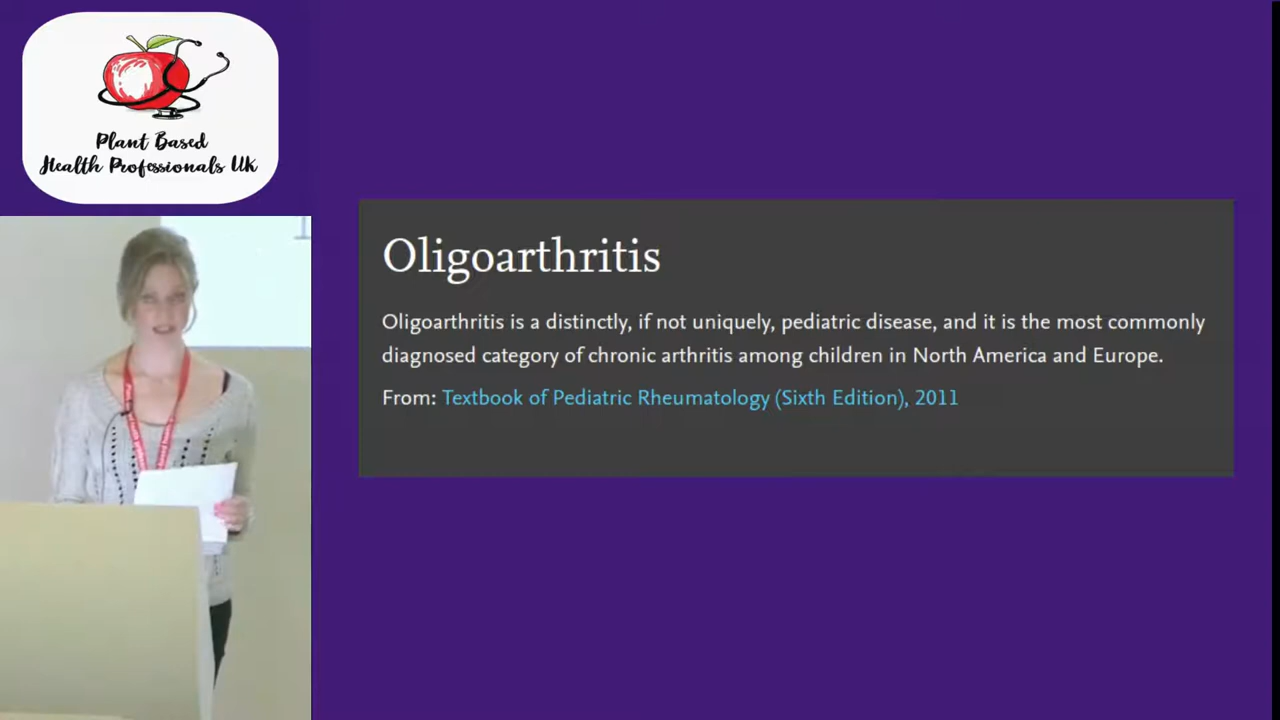 Plant Based
Health Professionals UK
Oligoarthritis
Oligoarthritis is a distinctly, if not uniquely, pediatric disease, and it is the most commonly
diagnosed category of chronic arthritis among children in North America and Europe.
From: Textbook of Pediatric Rheumatology (Sixth Edition), 2011